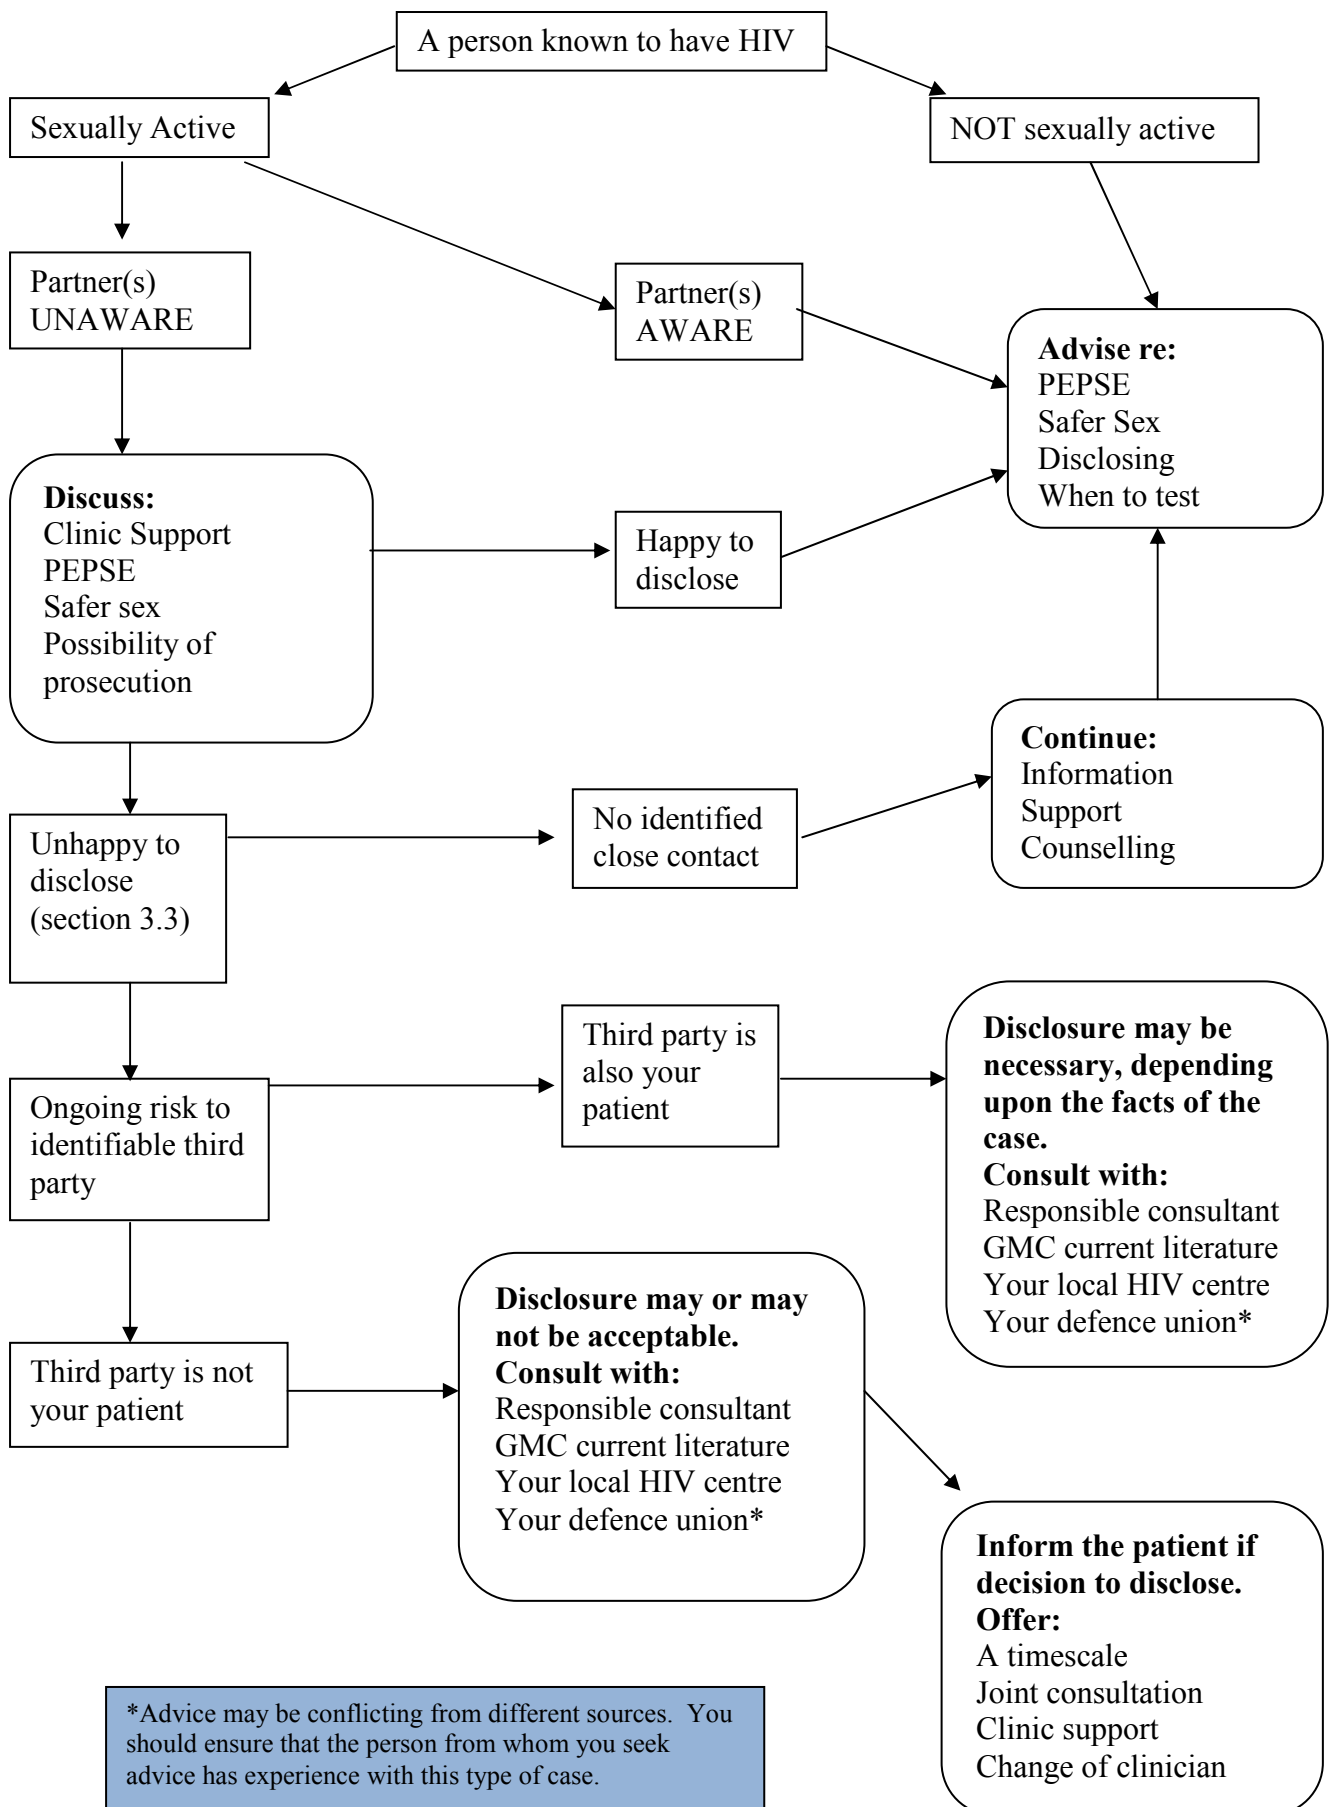 A person known to have HIV
Sexually Active
NOT sexually active
Partner(s)
UNAWARE
Partner(s)
AWARE
Advise re:
PEPSE
Safer Sex
Disclosing
When to test
Discuss:
Clinic Support
PEPSE
Safer sex
Possibility of
prosecution
Happy to
disclose
Continue:
Information
Support
Counselling
No identified
close contact
Unhappy to
disclose
(section 3.3)
Third party is
also your
patient
Disclosure may be
necessary, depending
upon the facts of the
case.
Consult with:
Responsible consultant
GMC current literature
Your local HIV centre
Your defence union*
Ongoing risk to
identifiable third
party
Disclosure may or may
not be acceptable.
Consult with:
Responsible consultant
GMC current literature
Your local HIV centre
Your defence union*
Third party is not
your patient
Inform the patient if
decision to disclose.
Offer:
A timescale
Joint consultation
Clinic support
Change of clinician
*Advice may be conflicting from different sources.  You
should ensure that the person from whom you seek
advice has experience with this type of case.